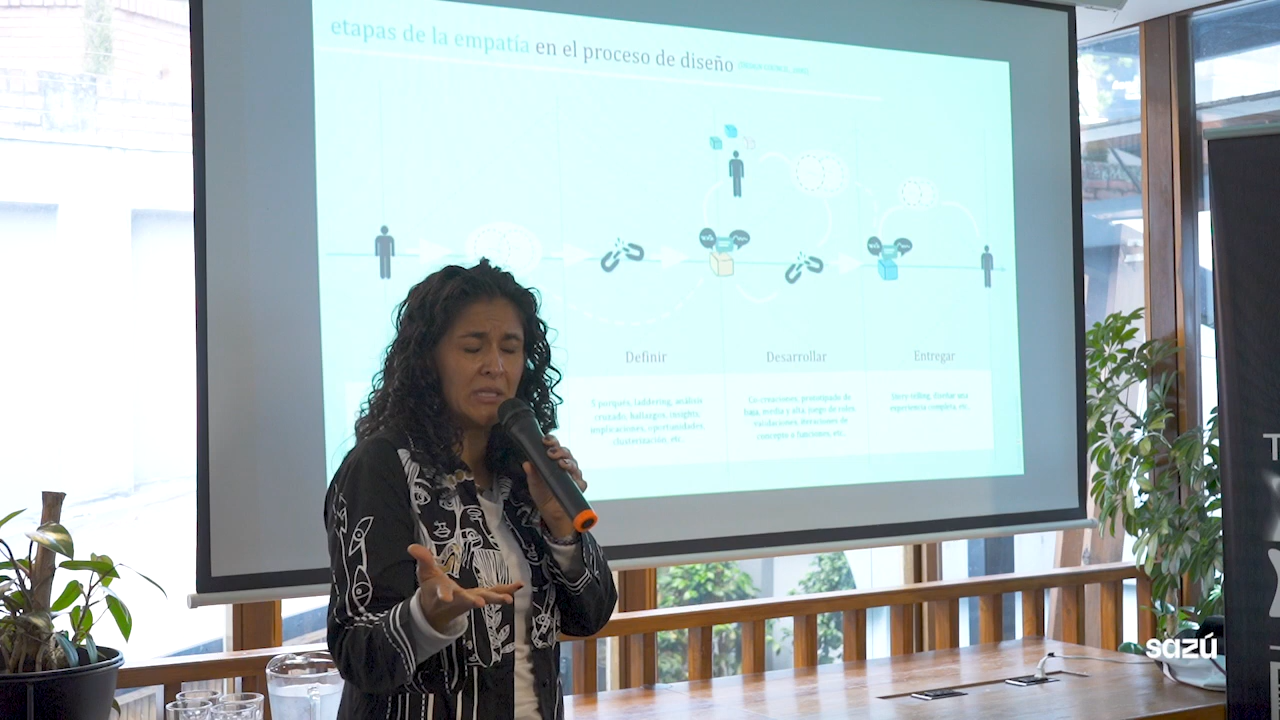 etapas de la empatía en el proceso de diseño
Definir
Desarrollar
Entregar
5 porqués, laddering, análisis
cruzado, hallazgos, insights,
implicaciones, oportunidades
clusterización, etc.
Co-creaciones, prototipado de
baja, media y alta, juego de roles
validaciones, iteraciones de
concepto o funciones, etc.
Story telling, diseñar una
experiencia completa, etc.
sazú
T